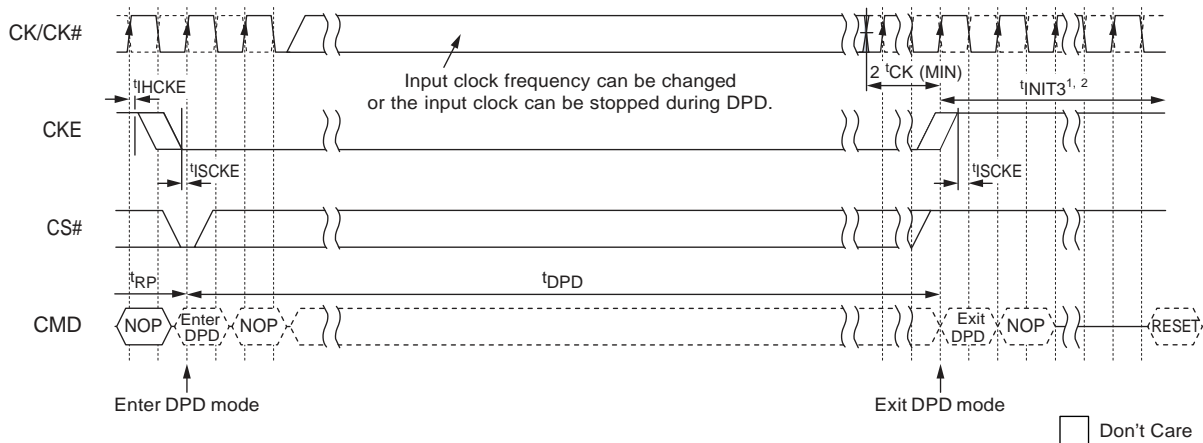 CK/CK#
Input clock frequency can be changed
or the input clock can be stopped during DPD.
2 tCK (MIN)
tIHCKE
tINIT31, 2
CKE
tISCKE
tISCKE
CS#
tRP
tDPD
CMD
NOP
Enter
DPD
NOP
Exit
DPD
NOP
RESET
Enter DPD mode
Exit DPD mode
Don't Care